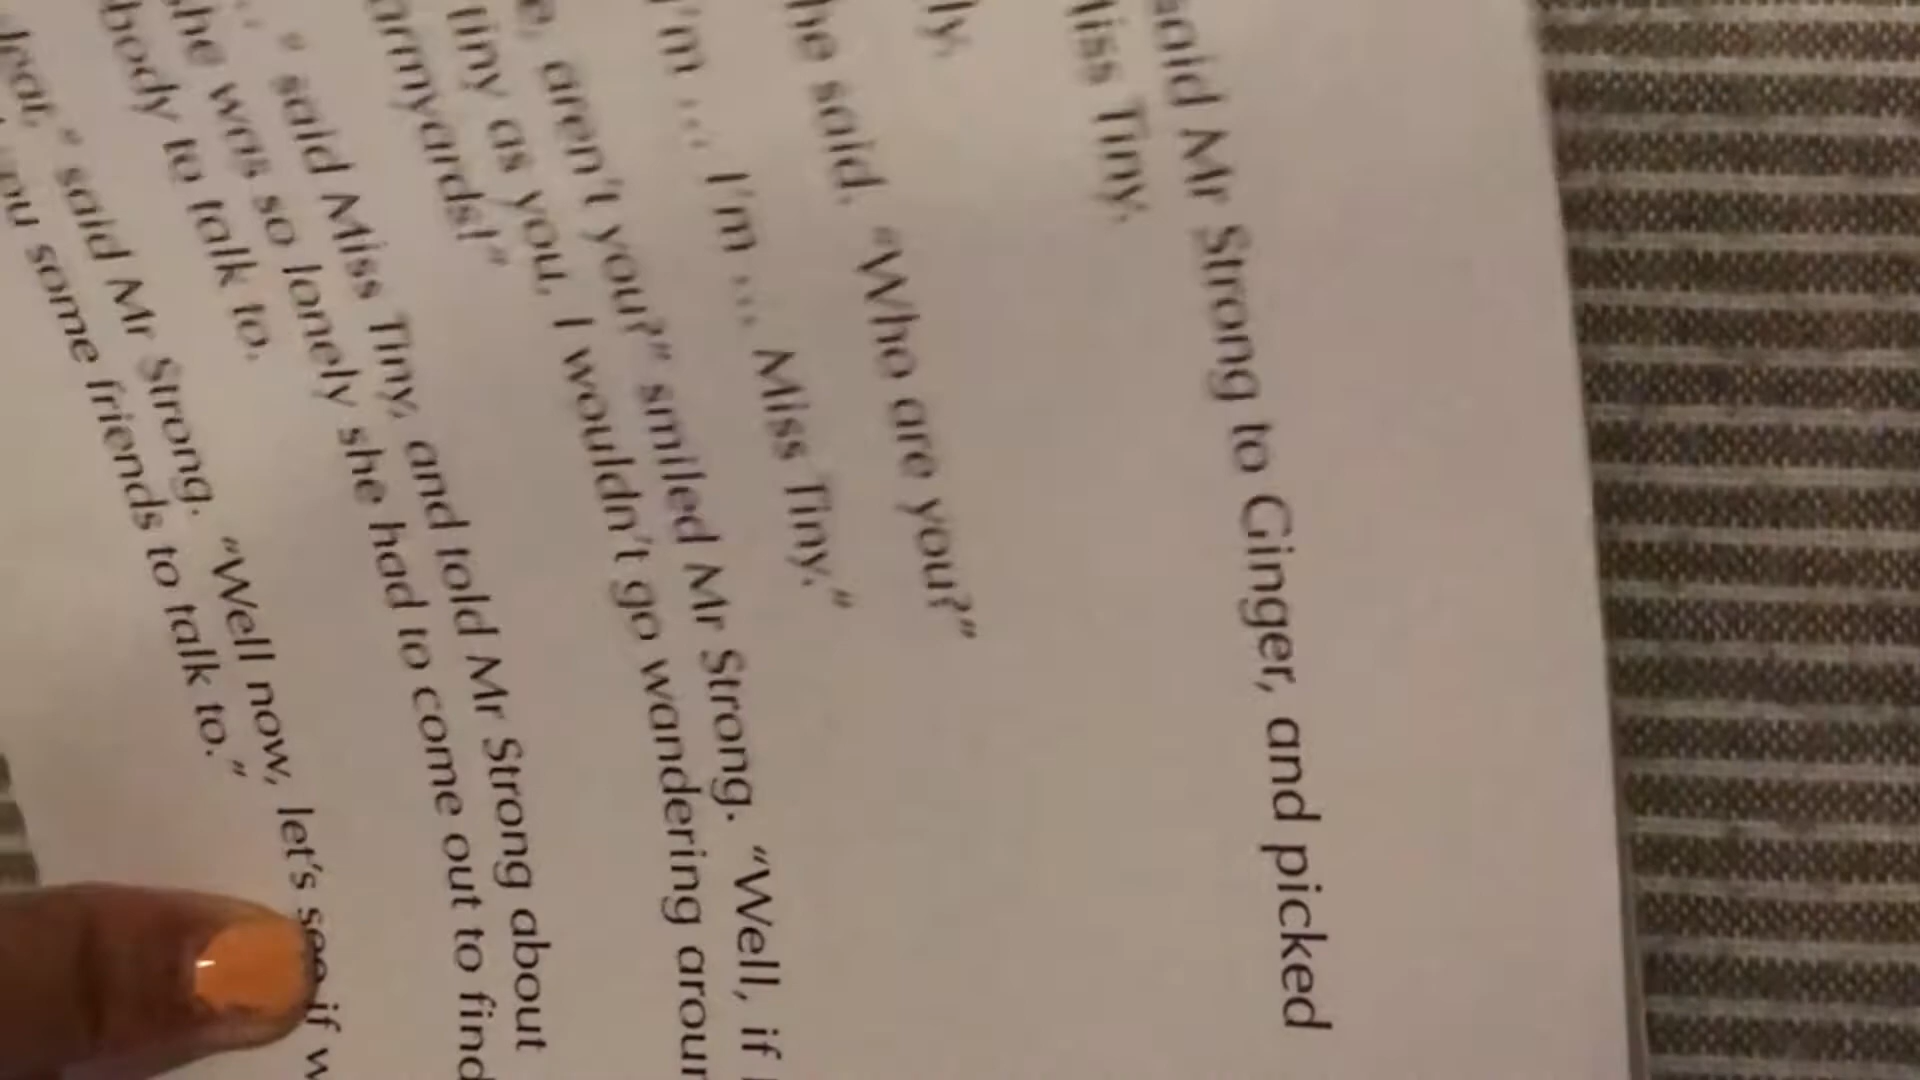 said Mr Strong to Ginger, and picked
Miss Tiny.
ly.
he said. "Who are you?"
I'm ... I'm ... Miss Tiny."
aren't you?" smiled Mr Strong. "Well, if I
tiny as you, I wouldn't go wandering
armyards!"
" said Miss Tiny, and told Mr Strong about
she was so lonely she had to come out to find
body to talk to.
" said Mr Strong. "Well now, let's see if
some friends to talk to."